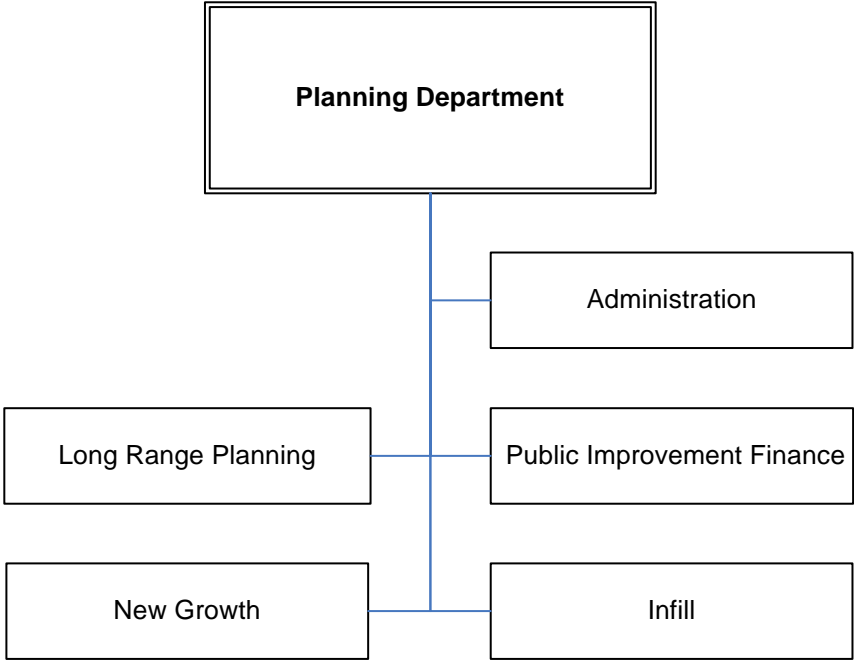 Planning Department
Administration
Long Range Planning
Public Improvement Finance
New Growth
Infill